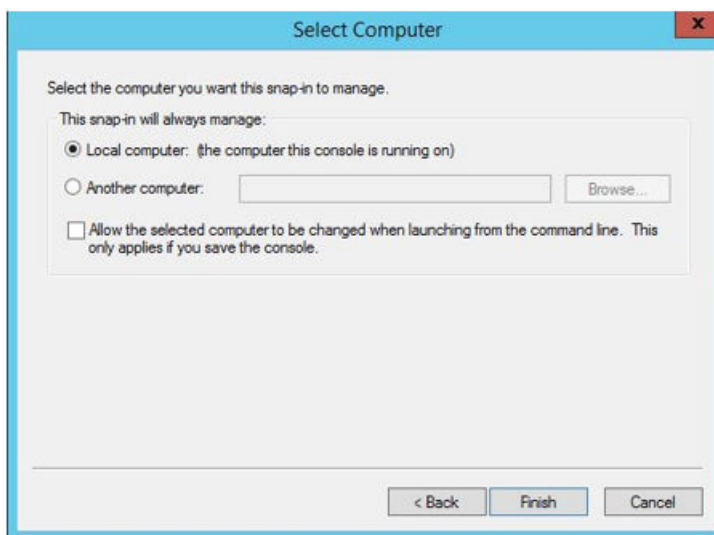 Select Computer
x
Select the computer you want this snap-in to manage.
This snap-in will always manage:
Local computer: (the computer this console is running on)
Another computer:
Browse...
Allow the selected computer to be changed when launching from the command line. This
only applies if you save the console.
< Back
Finish
Cancel